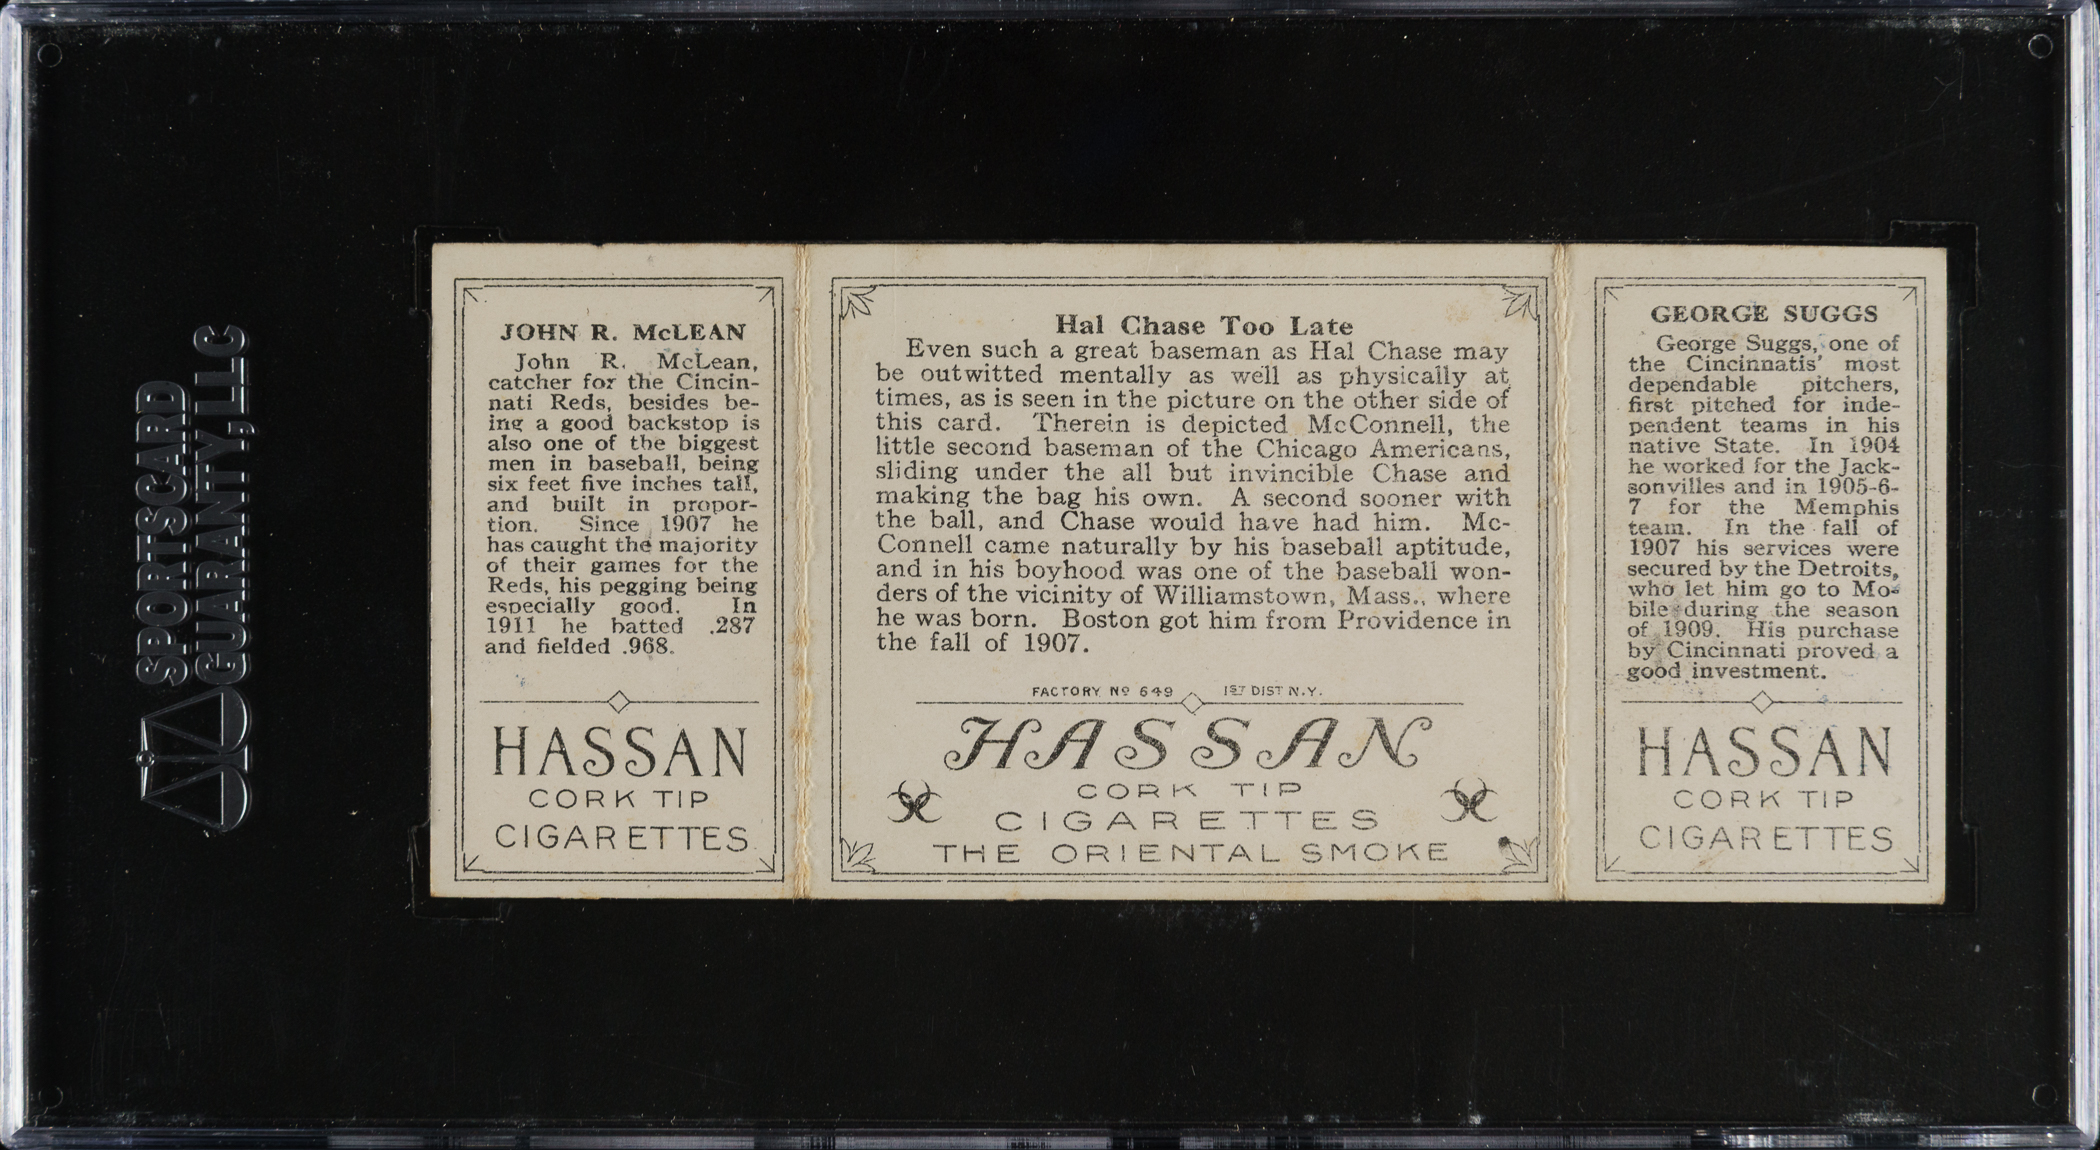 SPORTSCARD
GUARANTY, LLC
JOHN R. McLEAN
John R. McLean,
catcher for the Cincin-
nati Reds, besides be-
ing a good backstop is
also one of the biggest
men in baseball, being
six feet five inches tall,
and built in propor-
tion. Since 1907 he
has caught the majority
of their games for the
Reds, his pegging being
especially good. In
1911 he batted .287
and fielded .968.
HASSAN
CORK TIP
CIGARETTES
Hal Chase Too Late
Even such a great baseman as Hal Chase may
be outwitted mentally as well as physically at
times, as is seen in the picture on the other side of
this card. Therein is depicted McConnell, the
little second baseman of the Chicago Americans,
sliding under the all but invincible Chase and
making the bag his own. A second sooner with
the ball, and Chase would have had him. Mc-
Connell came naturally by his baseball aptitude,
and in his boyhood was one of the baseball won-
ders of the vicinity of Williamstown, Mass., where
he was born. Boston got him from Providence in
the fall of 1907.
FACTORY Nº 649 1ST DIST N.Y.
HASSAN
CORK TIP
CIGARETTES
THE ORIENTAL SMOKE
GEORGE SUGGS
George Suggs, one of
the Cincinnatis' most
dependable pitchers,
first pitched for inde-
pendent teams in his
native State. In 1904
he worked for the Jack-
sonvilles and in 1905-6-
7 for the Memphis
team. In the fall of
1907 his services were
secured by the Detroits,
who let him go to Mo-
bile during the season
of 1909. His purchase
by Cincinnati proved a
good investment.
HASSAN
CORK TIP
CIGARETTES